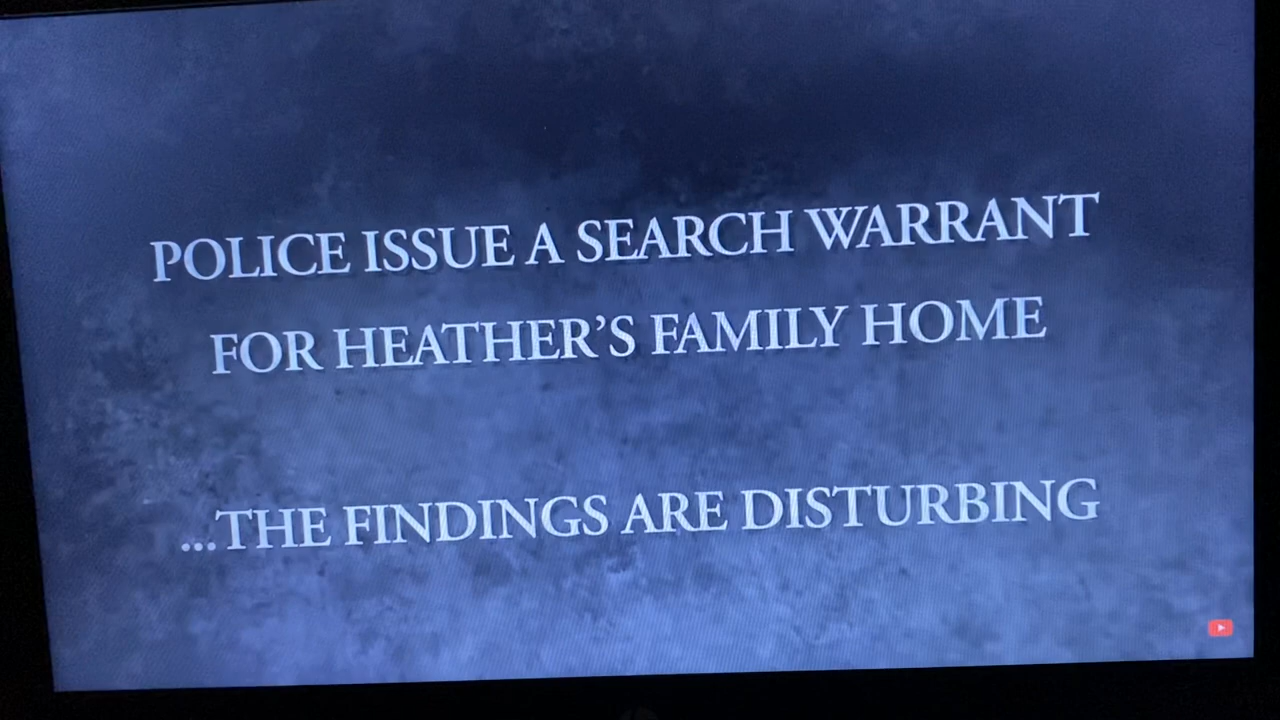 POLICE ISSUE A SEARCH WARRANT
FOR HEATHER’S FAMILY HOME
...THE FINDINGS ARE DISTURBING